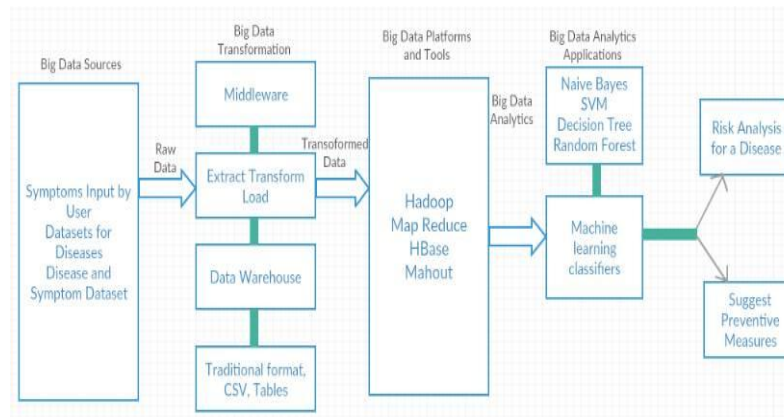 Big Data Sources
Symptoms Input by
User
Datasets for
Diseases
Disease and
Symptom Dataset
Raw
Data
Big Data
Transformation
Middleware
Extract Transform
Load
Data Warehouse
Traditional format,
CSV, Tables
Transoformed
Data
Big Data Platforms
and Tools
Hadoop
Map Reduce
HBase
Mahout
Big Data
Analytics
Big Data Analytics
Applications
Naive Bayes
SVM
Decision Tree
Random Forest
Machine
learning
classifiers
Risk Analysis
for a Disease
Suggest
Preventive
Measures